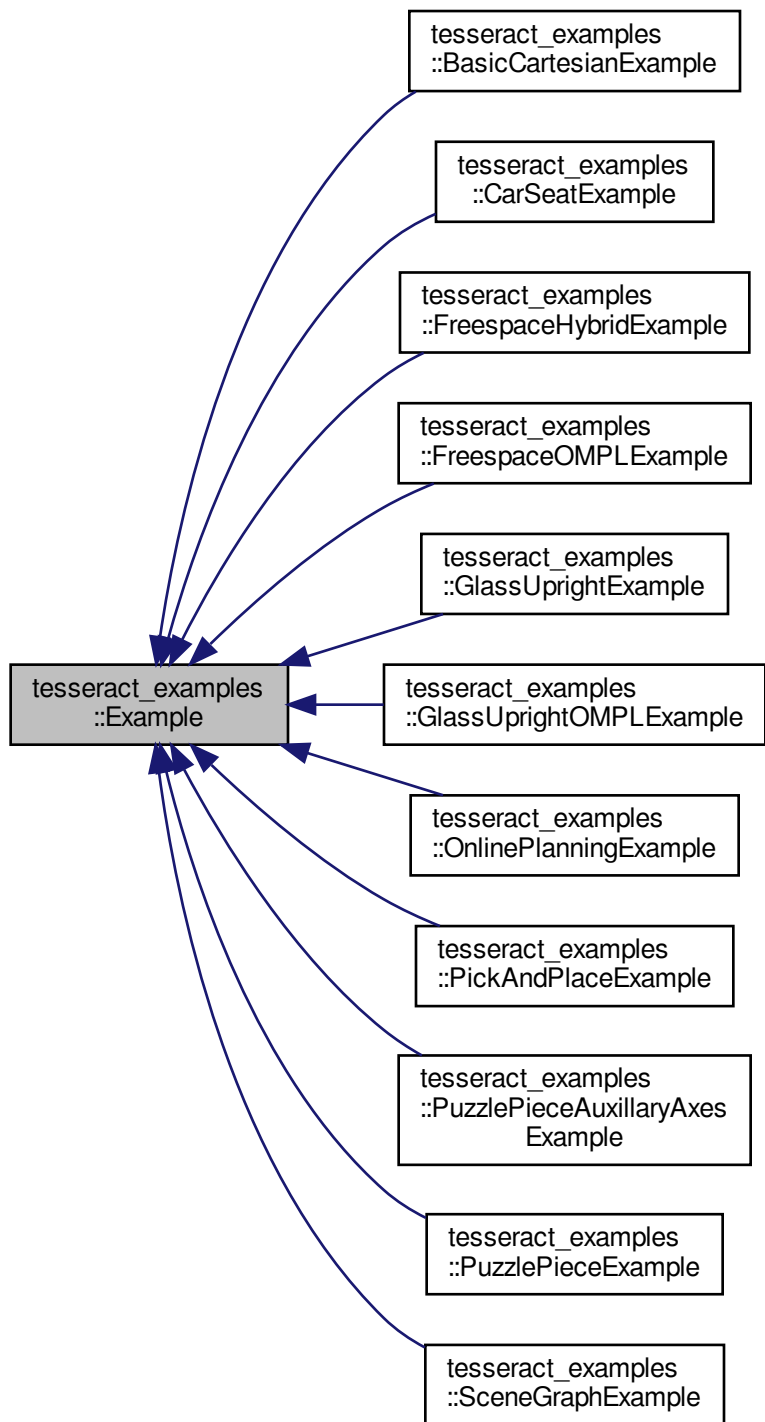 tesseract_examples
::BasicCartesianExample
tesseract_examples
::CarSeatExample
tesseract_examples
::FreespaceHybridExample
tesseract_examples
::FreespaceOMPLExample
tesseract_examples
::GlassUprightExample
tesseract_examples
::Example
tesseract_examples
::GlassUprightOMPLExample
tesseract_examples
::OnlinePlanningExample
tesseract_examples
::PickAndPlaceExample
tesseract_examples
::PuzzlePieceAuxillaryAxes
Example
tesseract_examples
::PuzzlePieceExample
tesseract_examples
::SceneGraphExample